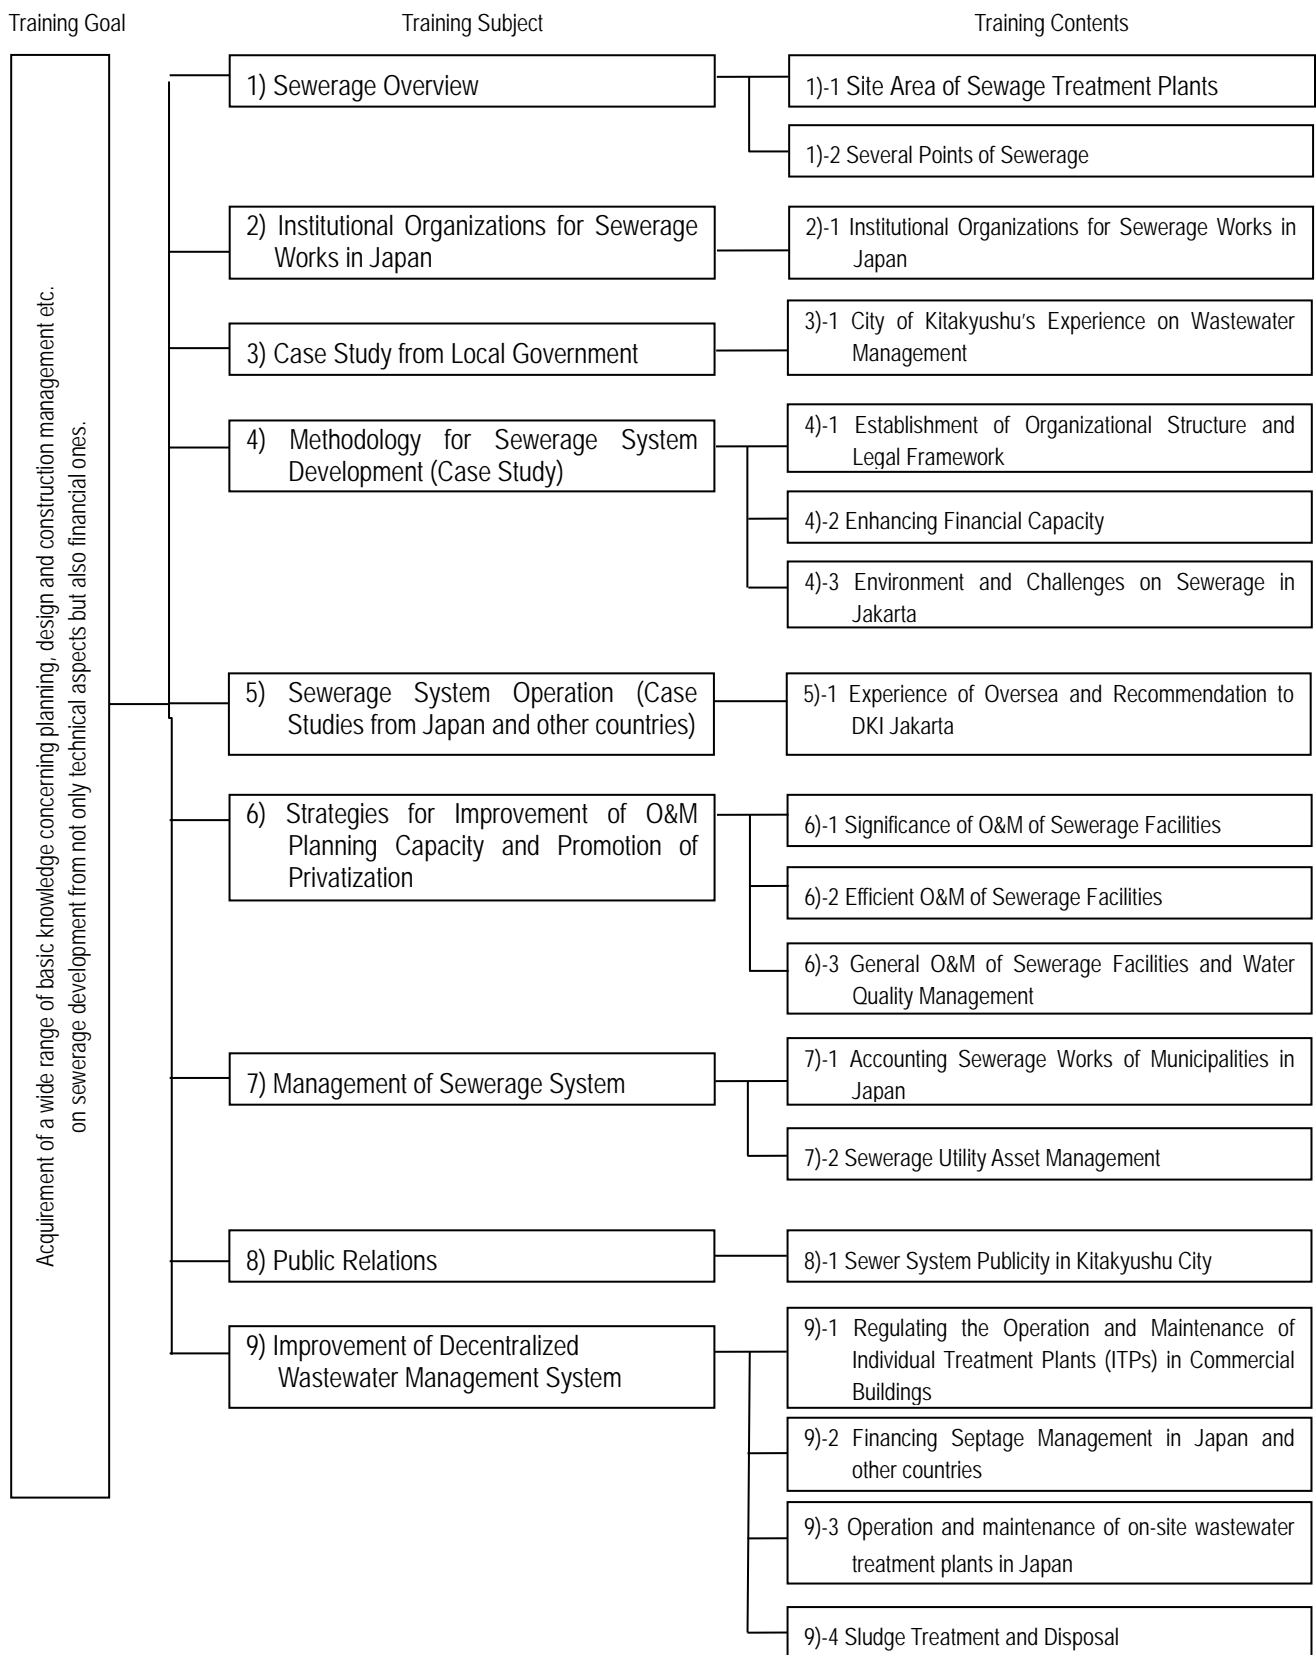 Training Goal
Training Subject
Training Contents
Acquirement of a wide range of basic knowledge concerning planning, design and construction management etc.
on sewerage development from not only technical aspects but also financial ones.
1) Sewerage Overview
1)-1 Site Area of Sewage Treatment Plants
1)-2 Several Points of Sewerage
2) Institutional Organizations for Sewerage
Works in Japan
2)-1 Institutional Organizations for Sewerage Works in
Japan
3) Case Study from Local Government
3)-1 City of Kitakyushu's Experience on Wastewater
Management
4) Methodology for Sewerage System
Development (Case Study)
4)-1 Establishment of Organizational Structure and
Legal Framework
4)-2 Enhancing Financial Capacity
4)-3 Environment and Challenges on Sewerage in
Jakarta
5) Sewerage System Operation (Case
Studies from Japan and other countries)
5)-1 Experience of Oversea and Recommendation to
DKI Jakarta
6) Strategies for Improvement of O&M
Planning Capacity and Promotion of
Privatization
6)-1 Significance of O&M of Sewerage Facilities
6)-2 Efficient O&M of Sewerage Facilities
6)-3 General O&M of Sewerage Facilities and Water
Quality Management
7) Management of Sewerage System
7)-1 Accounting Sewerage Works of Municipalities in
Japan
7)-2 Sewerage Utility Asset Management
8) Public Relations
8)-1 Sewer System Publicity in Kitakyushu City
9) Improvement of Decentralized
Wastewater Management System
9)-1 Regulating the Operation and Maintenance of
Individual Treatment Plants (ITPs) in Commercial
Buildings
9)-2 Financing Septage Management in Japan and
other countries
9)-3 Operation and maintenance of on-site wastewater
treatment plants in Japan
9)-4 Sludge Treatment and Disposal